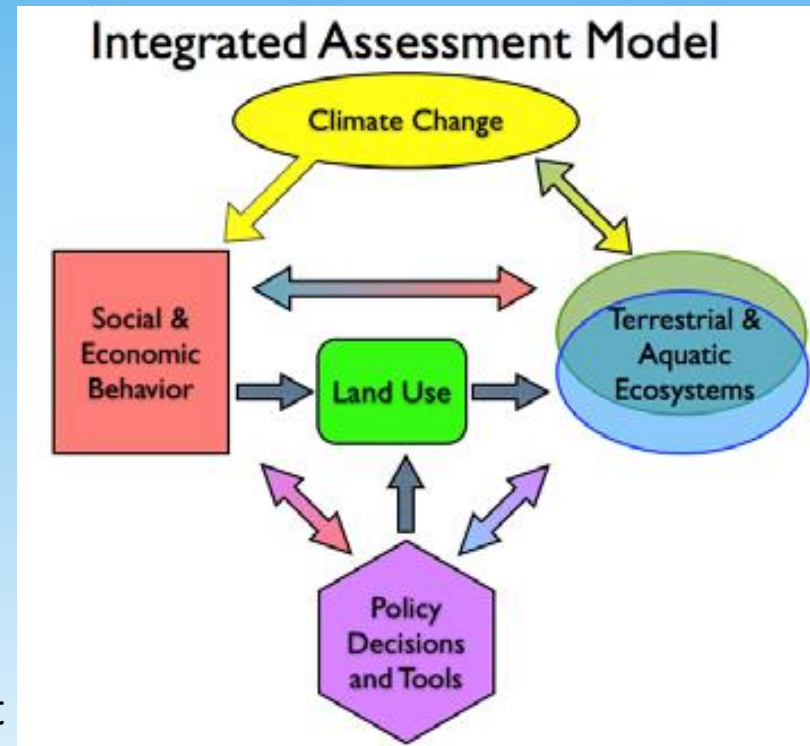 Integrated Assessment Model
Climate Change
Social &
Economic
Behavior
Land Use
Terrestrial &
Aquatic
Ecosystems
Policy
Decisions
and Tools
t